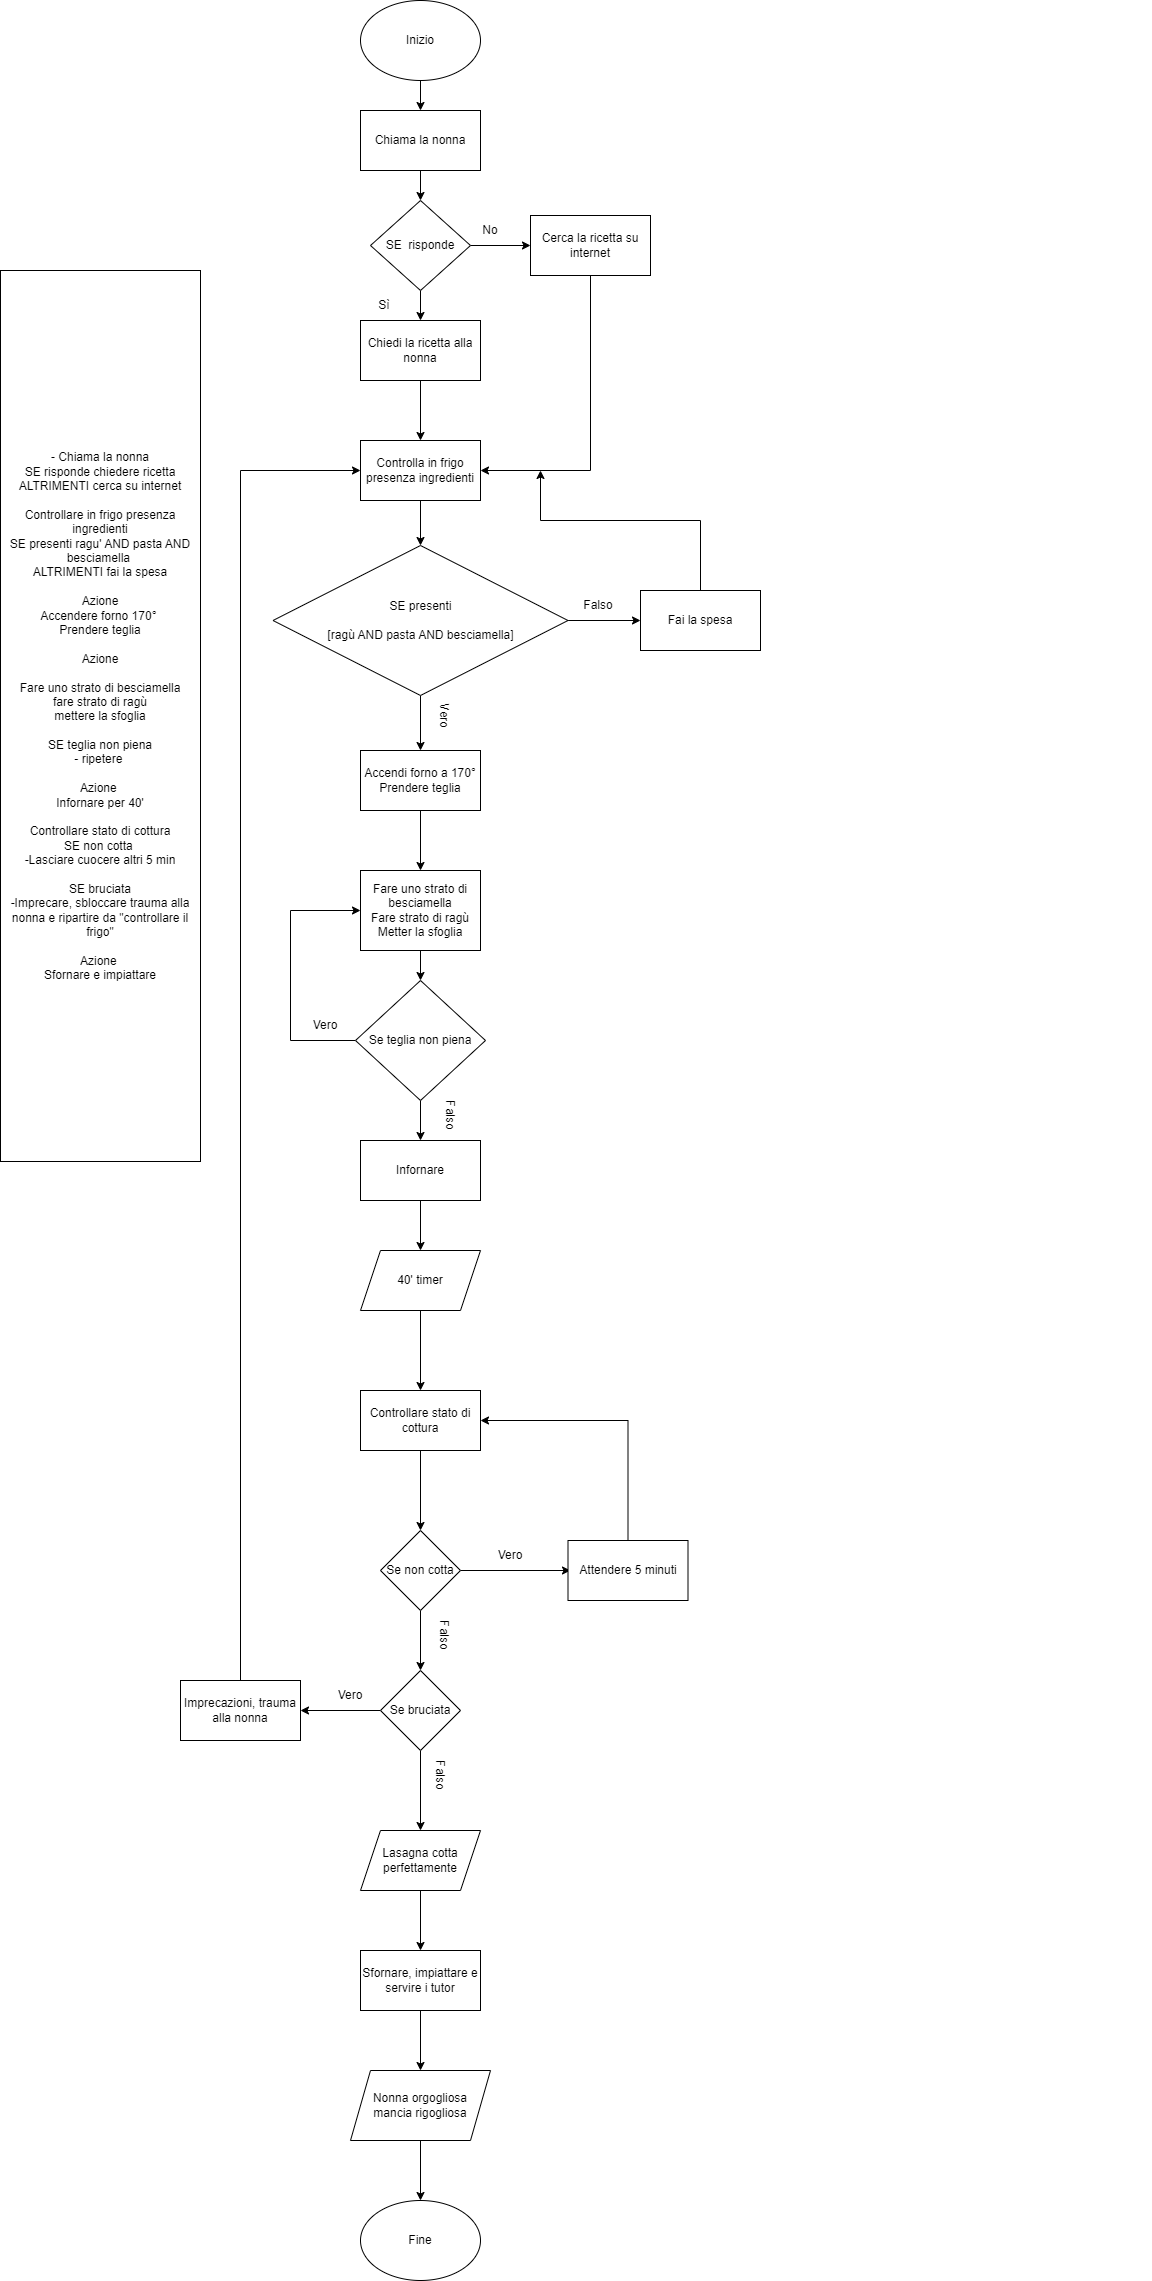 Inizio
Chiama la nonna
SE  risponde
No
Cerca la ricetta su
internet
Sì
Chiedi la ricetta alla
nonna
Controlla in frigo
presenza ingredienti
SE presenti
[ragù AND pasta AND besciamella]
Falso
Fai la spesa
Vero
Accendi forno a 170°
Prendere teglia
Fare uno strato di
besciamella
Fare strato di ragù
Metter la sfoglia
Vero
Se teglia non piena
Falso
Infornare
40' timer
Controllare stato di
cottura
Se non cotta
Vero
Attendere 5 minuti
Falso
Se bruciata
Vero
Imprecazioni, trauma
alla nonna
Falso
Lasagna cotta
perfettamente
Sfornare, impiattare e
servire i tutor
Nonna orgogliosa
mancia rigogliosa
Fine
- Chiama la nonna
SE risponde chiedere ricetta
ALTRIMENTI cerca su internet
Controllare in frigo presenza
ingredienti
SE presenti ragu' AND pasta AND
besciamella
ALTRIMENTI fai la spesa
Azione
Accendere forno 170°
Prendere teglia
Azione
Fare uno strato di besciamella
fare strato di ragù
mettere la sfoglia
SE teglia non piena
- ripetere
Azione
Infornare per 40'
Controllare stato di cottura
SE non cotta
-Lasciare cuocere altri 5 min
SE bruciata
-Imprecare, sbloccare trauma alla
nonna e ripartire da "controllare il
frigo"
Azione
Sfornare e impiattare